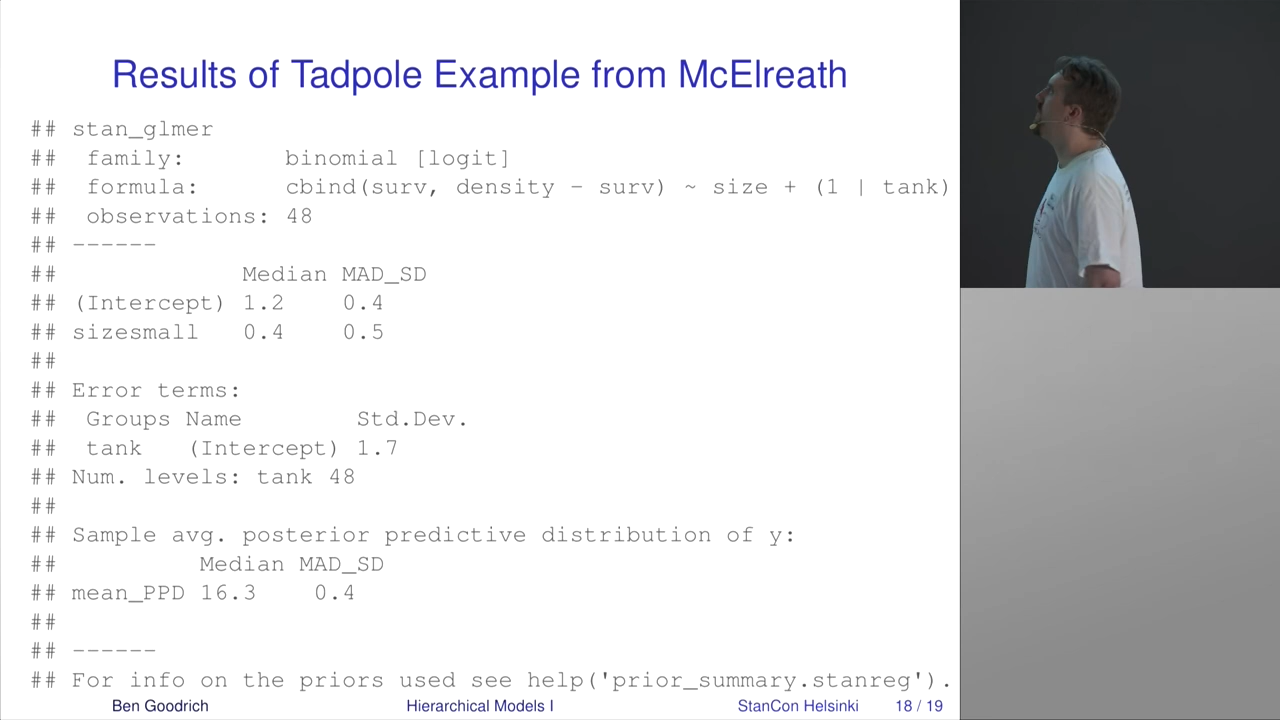 Results of Tadpole Example from McElreath
## stan_glmer
## family: binomial [logit]
## formula: cbind(surv, density - surv) ~ size + (1 | tank)
## observations: 48
## ------
## Median MAD_SD
## (Intercept) 1.2 0.4
## sizesmall 0.4 0.5
##
## Error terms:
## Groups Name Std.Dev.
## tank (Intercept) 1.7
## Num. levels: tank 48
##
## Sample avg. posterior predictive distribution of y:
## Median MAD_SD
## mean_PPD 16.3 0.4
##
## ------
## For info on the priors used see help('prior_summary.stanreg').
Ben Goodrich Hierarchical Models I StanCon Helsinki 18 / 19